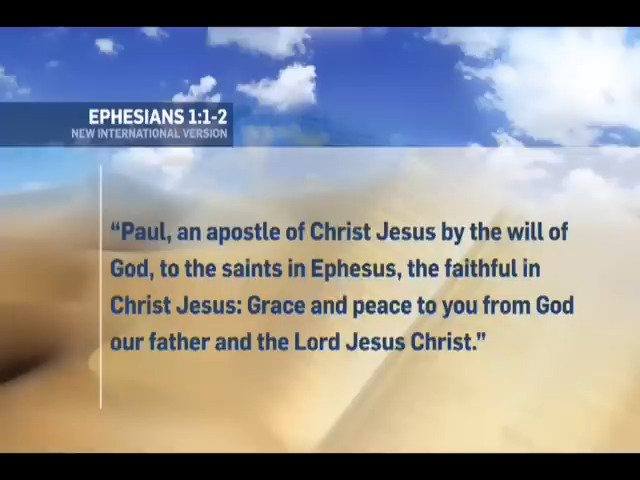 EPHESIANS 1:1-2
NEW INTERNATIONAL VERSION
“Paul, an apostle of Christ Jesus by the will of
God, to the saints in Ephesus, the faithful in
Christ Jesus: Grace and peace to you from God
our father and the Lord Jesus Christ.”